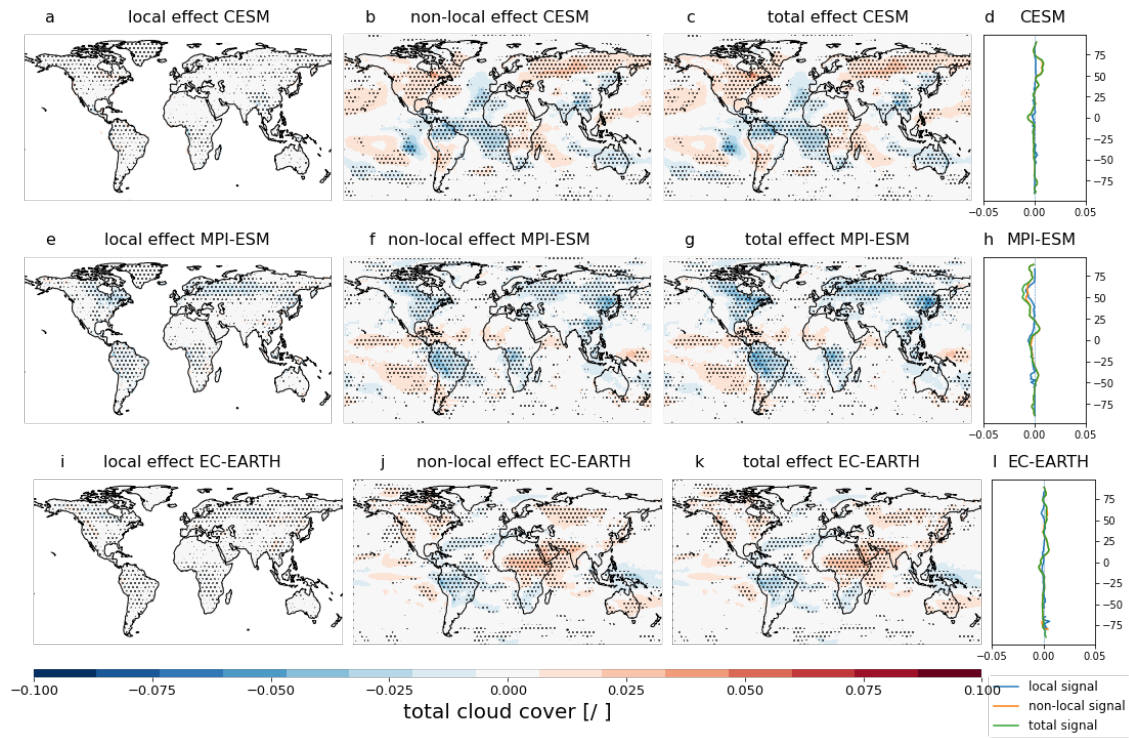 a local effect CESM b non-local effect CESM c total effect CESM d CESM
75
50
25
0
−25
−50
−75
−0.05 0.00 0.05
e local effect MPI-ESM f non-local effect MPI-ESM g total effect MPI-ESM h MPI-ESM
75
50
25
0
−25
−50
−75
−0.05 0.00 0.05
i local effect EC-EARTH j non-local effect EC-EARTH k total effect EC-EARTH l EC-EARTH
75
50
25
0
−25
−50
−75
−0.05 0.00 0.05
−0.100 −0.075 −0.050 −0.025 0.000 0.025 0.050 0.075 0.100
total cloud cover [/ ]
local signal
non-local signal
total signal